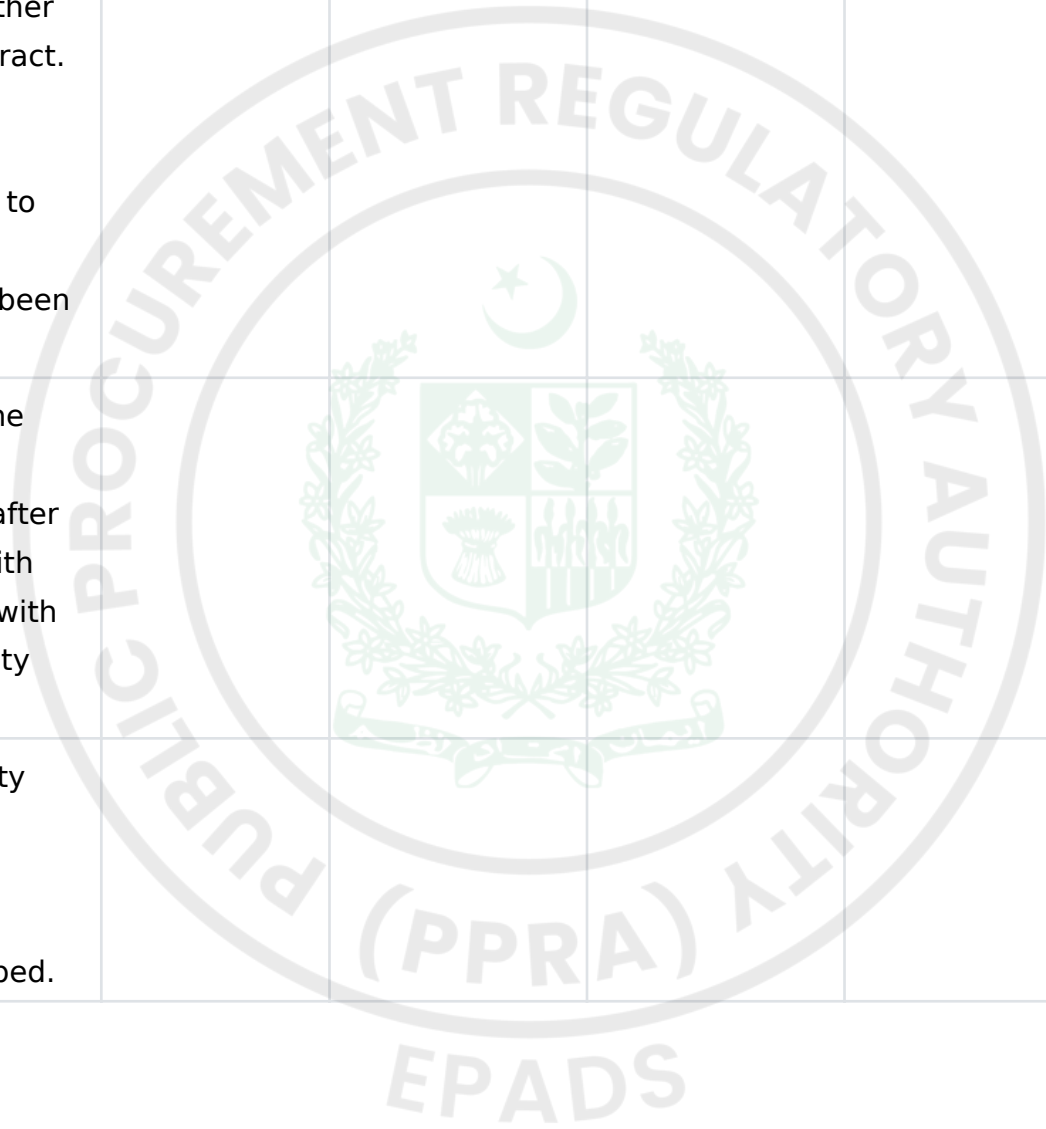 ther
ract.
to
been
ne
after
ith
with
ty
ty
bed.
PUBLIC PROCUREMENT REGULATORY AUTHORITY
(PPRA)
EPADS